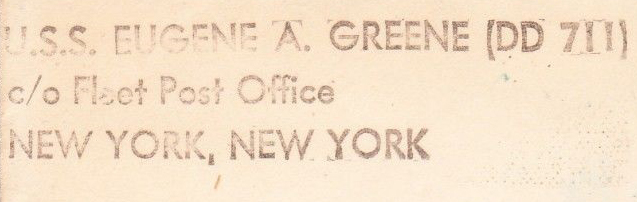 U.S.S. EUGENE A. GREENE (DD 711)
c/o Fleet Post Office
NEW YORK, NEW YORK